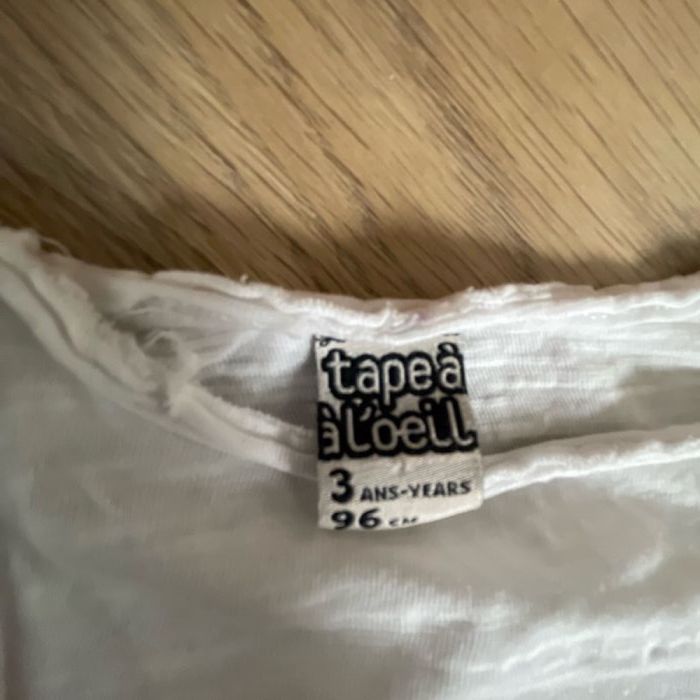 tape à
à l'oeil
3 ANS-YEARS
96 CM